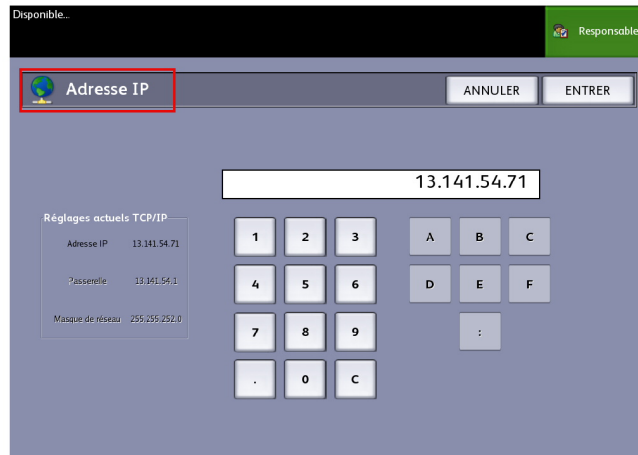 Disponible...
Responsable
Adresse IP
ANNULER
ENTRER
13.141.54.71
Réglages actuels TCP/IP
Adresse IP 13.141.54.71
Passerelle 13.141.54.1
Masque de réseau 255.255.252.0
1 2 3 A B C
4 5 6 D E F
7 8 9 :
. 0 C